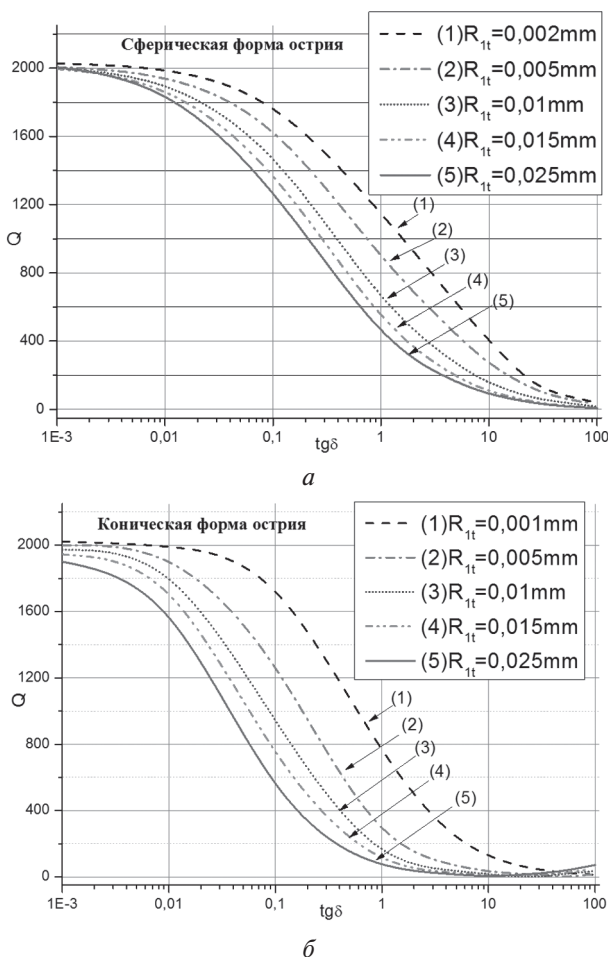 Сферическая форма острия
(1)R1t=0,002mm
(2)R1t=0,005mm
(3)R1t=0,01mm
(4)R1t=0,015mm
(5)R1t=0,025mm
2000
1600
1200
800
400
0
Q
(1)
(2)
(3)
(4)
(5)
1E-3 0,01 0,1 1 10 100
tgδ
а
Коническая форма острия
(1)R1t=0,001mm
(2)R1t=0,005mm
(3)R1t=0,01mm
(4)R1t=0,015mm
(5)R1t=0,025mm
2000
1600
1200
800
400
0
Q
(1)
(2)
(3)
(4)
(5)
1E-3 0,01 0,1 1 10 100
tgδ
б